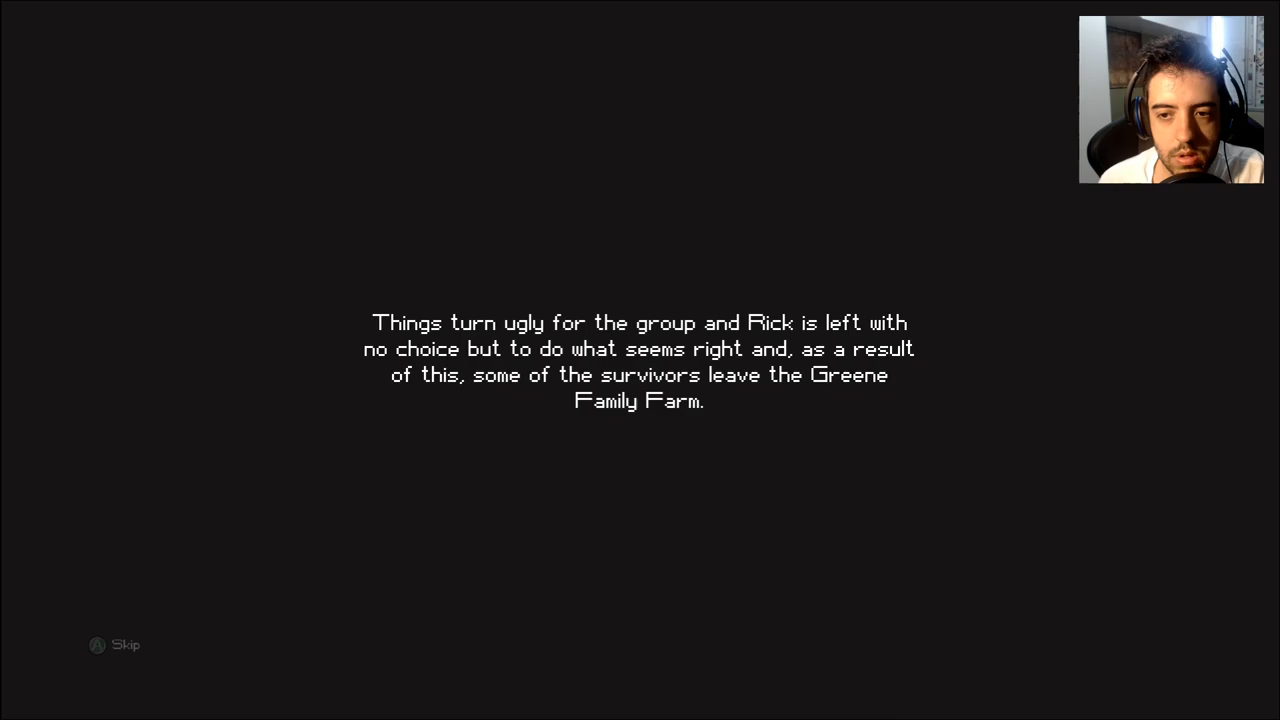 Things turn ugly for the group and Rick is left with
no choice but to do what seems right and, as a result
of this, some of the survivors leave the Greene
Family Farm.
A Skip